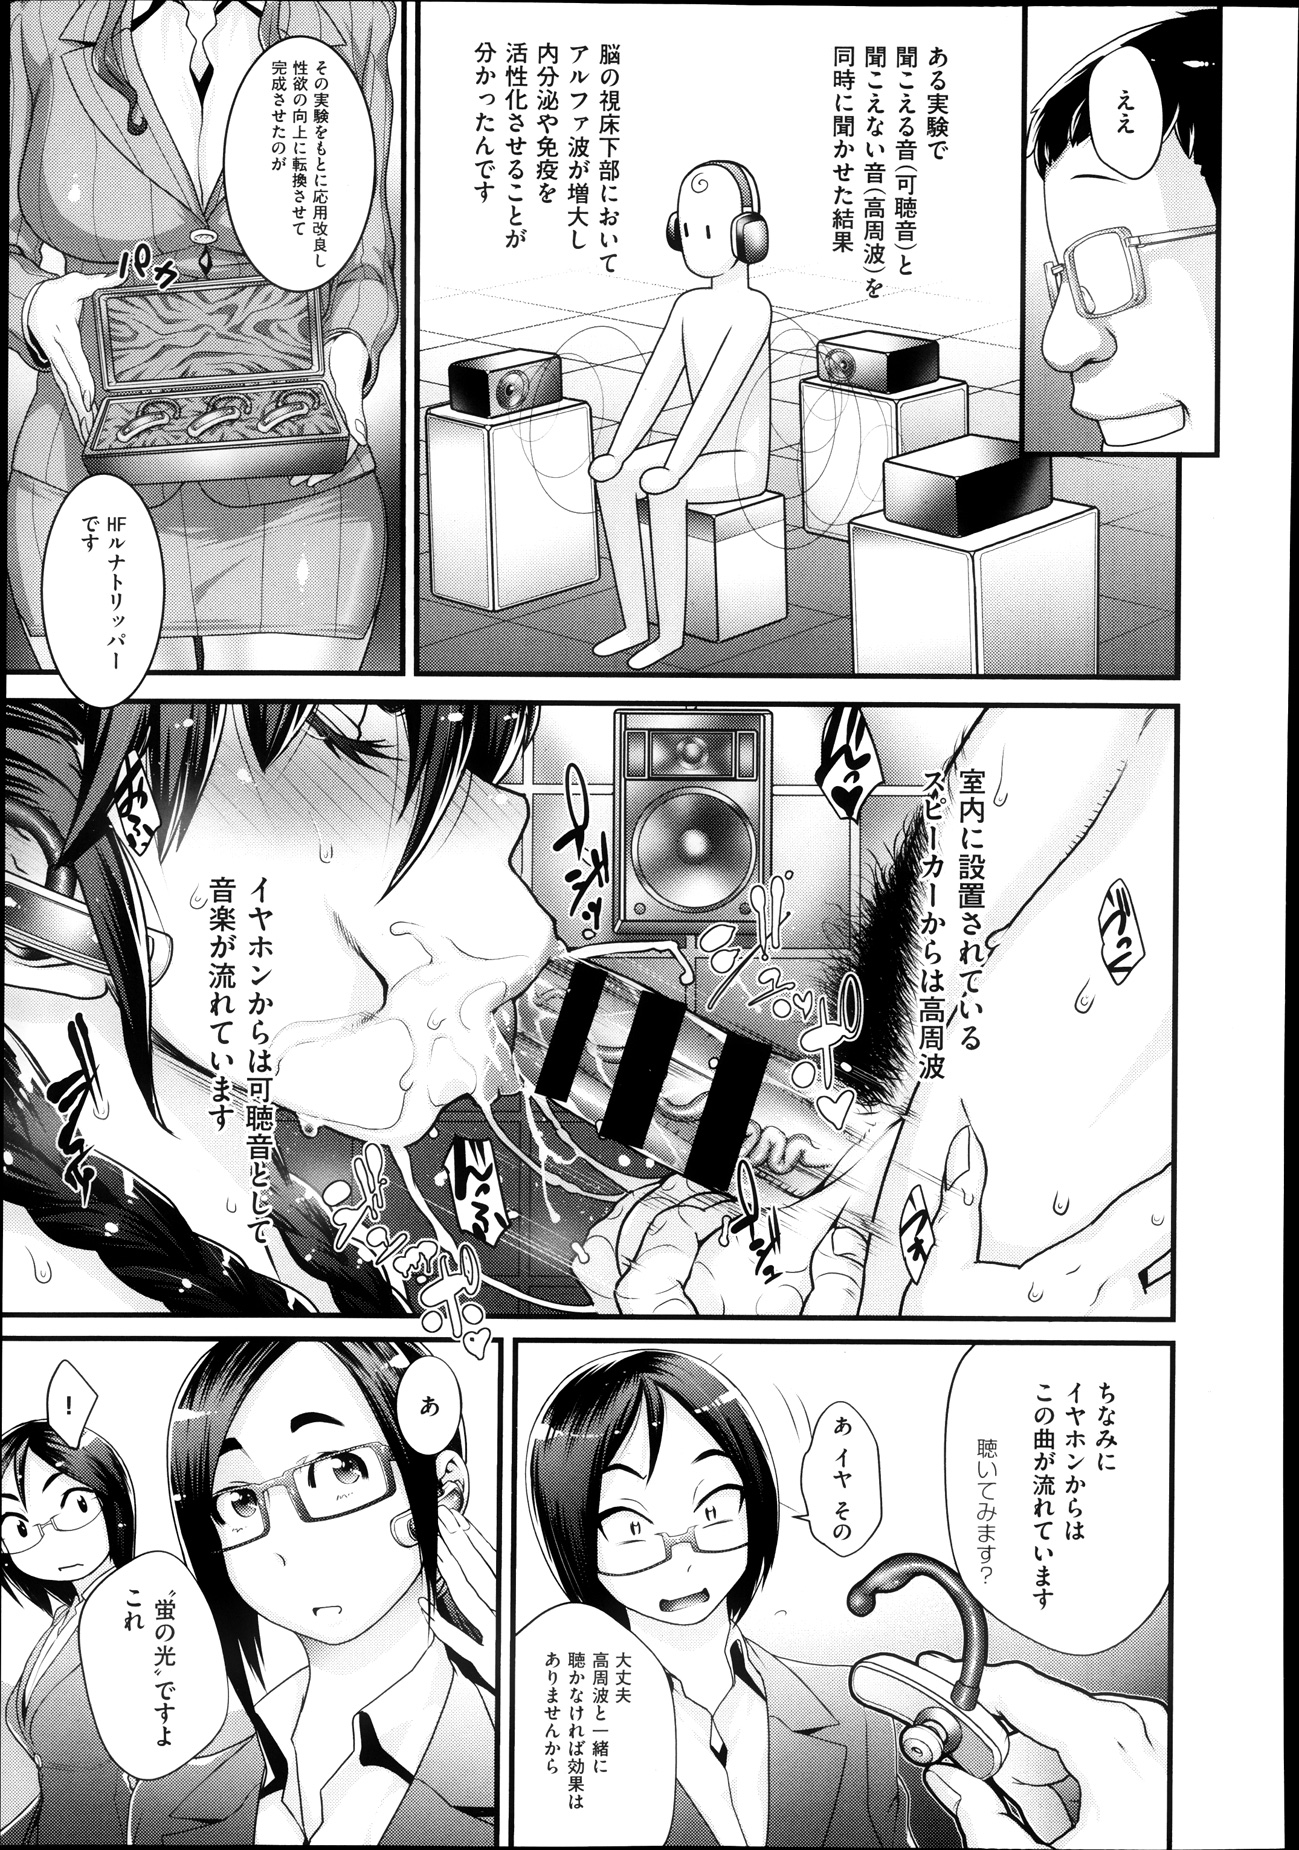 ええ
ある実験で
聞こえる音(可聴音)と
聞こえない音(高周波)を
同時に聞かせた結果
脳の視床下部において
アルファ波が増大し
内分泌や免疫を
活性化させることが
分かったんです
その実験をもとに応用改良し
性欲の向上に転換させて
完成させたのが
パカ
HFルナトリッパー
です
室内に設置されている
スピーカーからは高周波
イヤホンからは可聴音として
音楽が流れています
ちなみに
イヤホンからは
この曲が流れています
聴いてみます?
あ イヤ その
大丈夫
高周波と一緒に
聴かなければ効果は
ありませんから
あ
!
〝蛍の光〟ですよ
これ